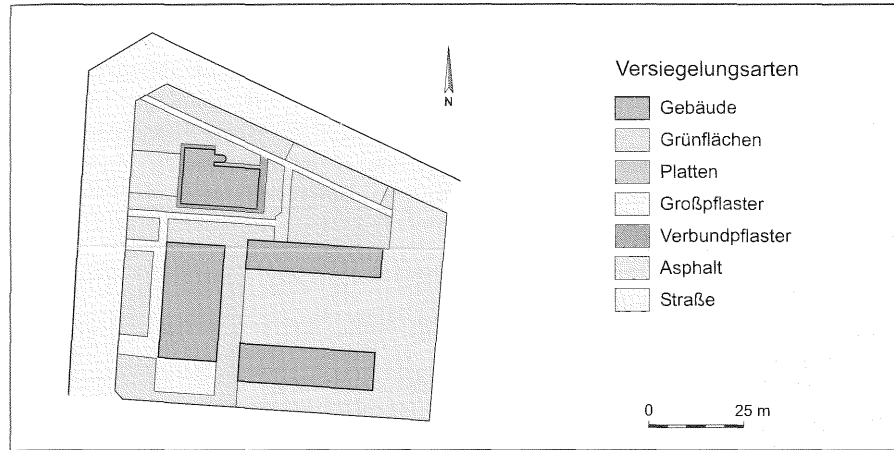 N
Versiegelungsarten
Gebäude
Grünflächen
Platten
Großpflaster
Verbundpflaster
Asphalt
Straße
0 25 m